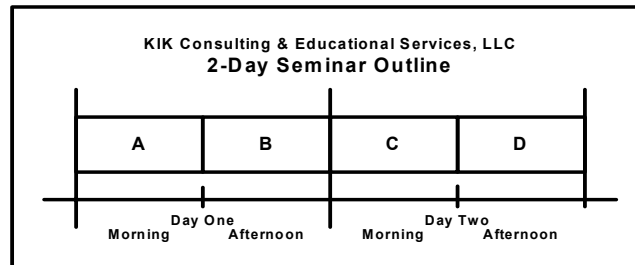 KIK Consulting & Educational Services, LLC
2-Day Seminar Outline
A B C D
Day One Day Two
Morning Afternoon Morning Afternoon